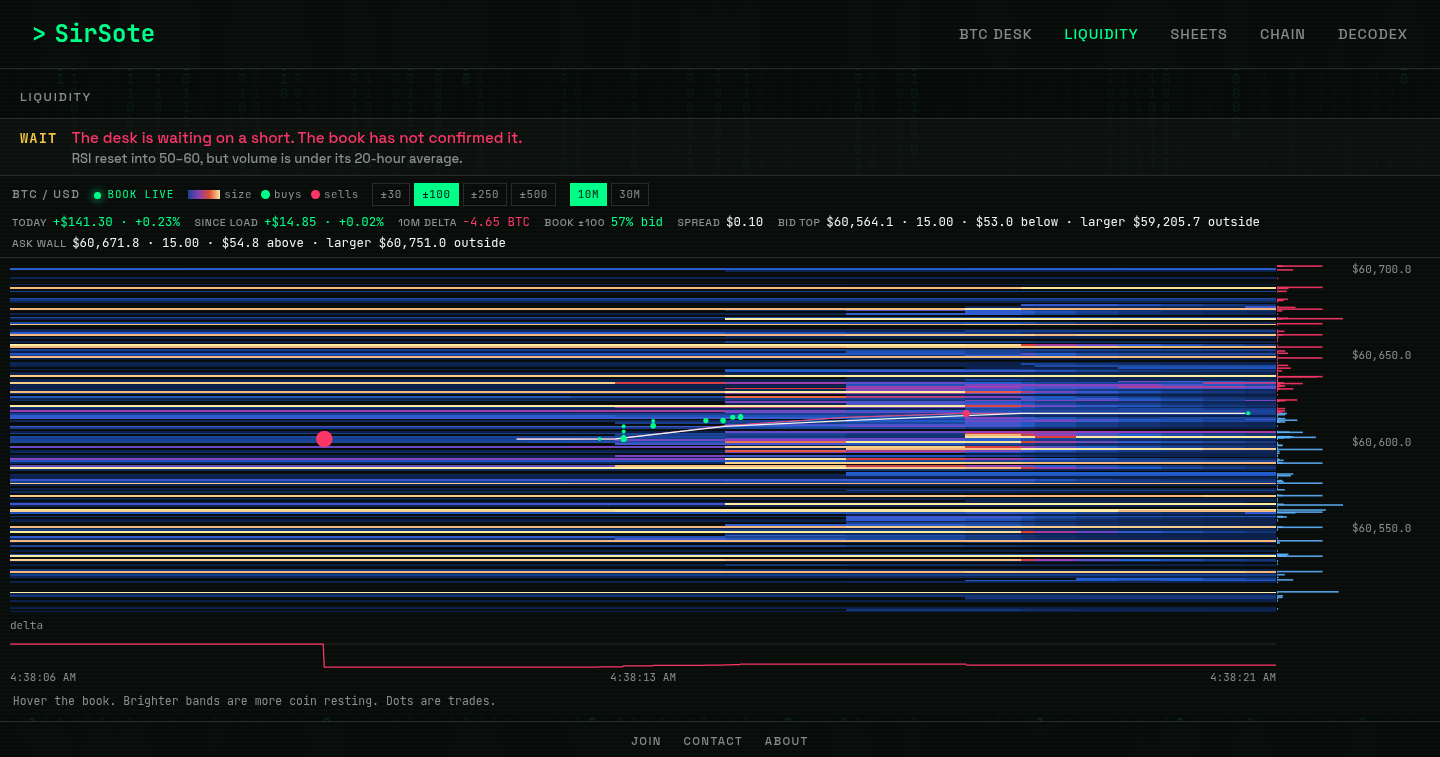 > SirSote
BTC DESK LIQUIDITY SHEETS CHAIN DECODEX
LIQUIDITY
WAIT The desk is waiting on a short. The book has not confirmed it.
RSI reset into 50–60, but volume is under its 20-hour average.
BTC / USD BOOK LIVE size buys sells ±30 ±100 ±250 ±500 10M 30M
TODAY +$141.30 · +0.23% SINCE LOAD +$14.85 · +0.02% 10M DELTA -4.65 BTC BOOK ±100 57% bid SPREAD $0.10 BID TOP $60,564.1 · 15.00 · $53.0 below · larger $59,205.7 outside
ASK WALL $60,671.8 · 15.00 · $54.8 above · larger $60,751.0 outside
$60,700.0
$60,650.0
$60,600.0
$60,550.0
delta
4:38:06 AM 4:38:13 AM 4:38:21 AM
Hover the book. Brighter bands are more coin resting. Dots are trades.
JOIN CONTACT ABOUT